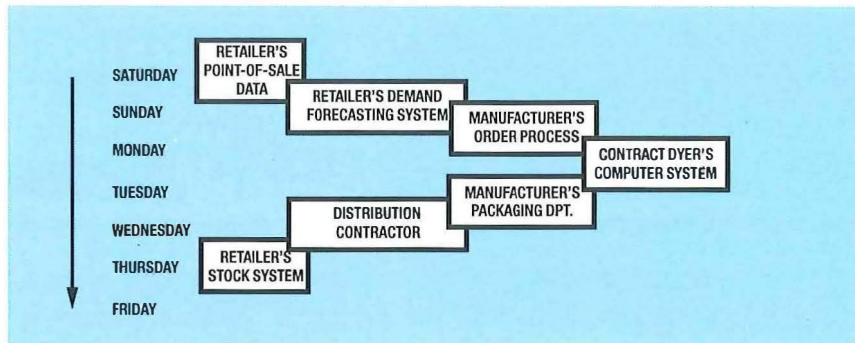 SATURDAY
SUNDAY
MONDAY
TUESDAY
WEDNESDAY
THURSDAY
FRIDAY
RETAILER'S
POINT-OF-SALE
DATA
RETAILER'S DEMAND
FORECASTING SYSTEM
MANUFACTURER'S
ORDER PROCESS
CONTRACT DYER'S
COMPUTER SYSTEM
MANUFACTURER'S
PACKAGING DPT.
DISTRIBUTION
CONTRACTOR
RETAILER'S
STOCK SYSTEM